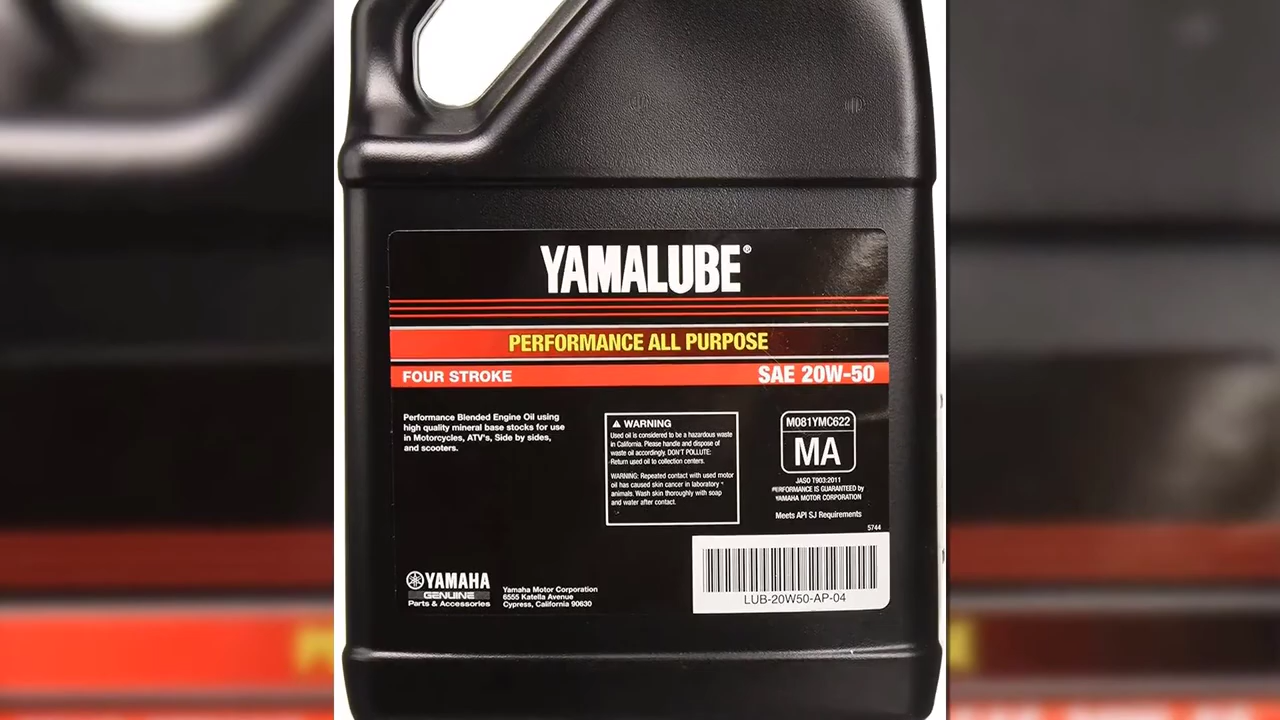 YAMALUBE®
PERFORMANCE ALL PURPOSE
FOUR STROKE
SAE 20W-50
Performance Blended Engine Oil using
high quality mineral base stocks for use
in Motorcycles, ATV's, Side by sides,
and scooters.
WARNING
Used oil is considered to be a hazardous waste
in California. Please handle and dispose of
waste oil accordingly. DON'T POLLUTE:
Return used oil to collection centers.
WARNING: Repeated contact with used motor
oil has caused skin cancer in laboratory
animals. Wash skin thoroughly with soap
and water after contact.
M081YMC622
MA
JASO T903:2011
PERFORMANCE IS GUARANTEED by
YAMAHA MOTOR CORPORATION
Meets API SJ Requirements
5744
YAMAHA
GENUINE
Parts & Accessories
Yamaha Motor Corporation
6555 Katella Avenue
Cypress, California 90630
LUB-20W50-AP-04